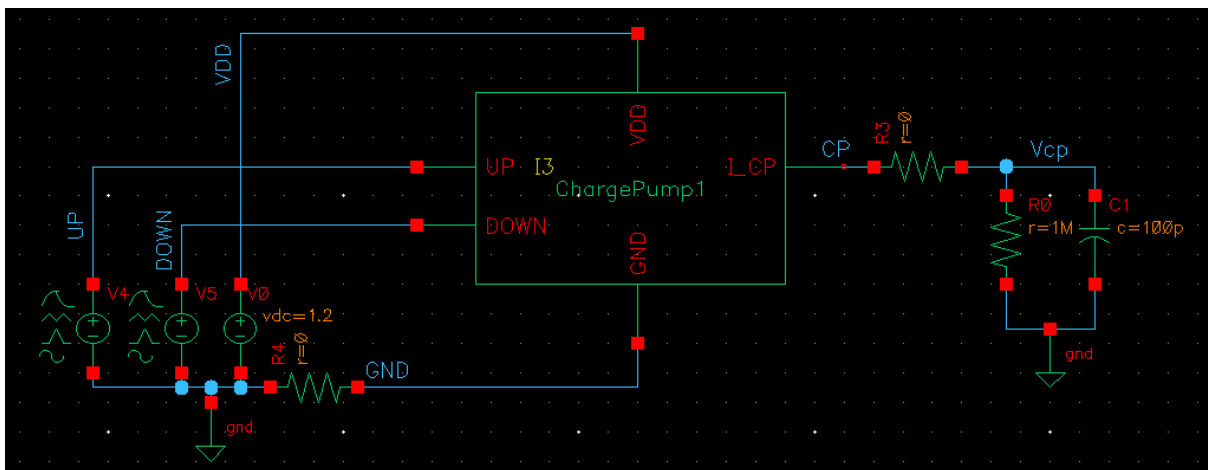 VDD
VDD
UP
I3
I_CP
ChargePump1
DOWN
GND
CP
R3
r=0
Vcp
R0
r=1M
C1
c=100p
gnd
UP
DOWN
V4
V5
V0
vdc=1.2
R4
r=0
GND
gnd